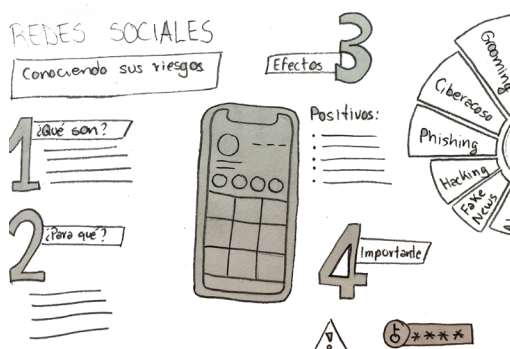 REDES SOCIALES
Conociendo sus riesgos
1 ¿Qué son?
2 ¿Para qué?
3 Efectos
Positivos:
4 Importante
****
Grooming
Ciberacoso
Phishing
Hacking
Fake
News